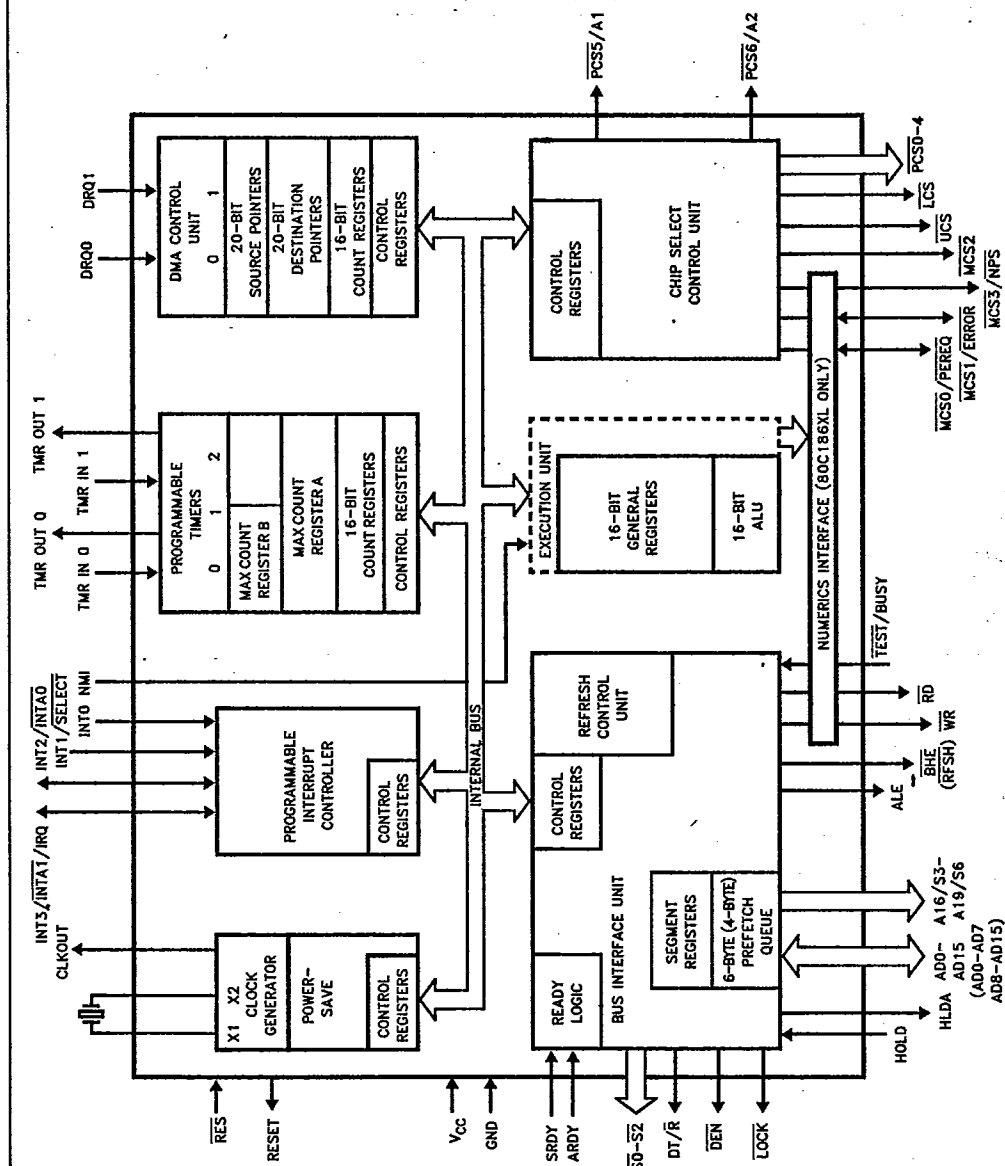 INT3/INTA1/IRQ
INT2/INTA0
INT1/SELECT
INT0
NMI
TMR IN 0
TMR OUT 0
TMR IN 1
TMR OUT 1
DRQ0
DRQ1
CLKOUT
X1 X2
CLOCK
GENERATOR
POWER-
SAVE
CONTROL
REGISTERS
PROGRAMMABLE
INTERRUPT
CONTROLLER
CONTROL
REGISTERS
PROGRAMMABLE
TIMERS
0 1 2
MAX COUNT
REGISTER B
MAX COUNT
REGISTER A
16-BIT
COUNT REGISTERS
CONTROL REGISTERS
DMA CONTROL
UNIT
0 1
20-BIT
SOURCE POINTERS
20-BIT
DESTINATION
POINTERS
16-BIT
COUNT REGISTERS
CONTROL
REGISTERS
RES
RESET
VCC
GND
INTERNAL BUS
SRDY
ARDY
S0-S2
DT/R
DEN
LOCK
READY
LOGIC
BUS INTERFACE UNIT
CONTROL
REGISTERS
REFRESH
CONTROL
UNIT
SEGMENT
REGISTERS
6-BYTE (4-BYTE)
PREFETCH
QUEUE
EXECUTION UNIT
16-BIT
GENERAL
REGISTERS
16-BIT
ALU
CONTROL
REGISTERS
CHIP SELECT
CONTROL UNIT
PCS5/A1
PCS6/A2
NUMERICS INTERFACE (80C186XL ONLY)
HOLD
HLDA
AD0-
AD15
(AD0-AD7
AD8-AD15)
A16/S3-
A19/S6
ALE
BHE
(RFSH)
WR
RD
TEST/BUSY
MCS0/PEREQ
MCS1/ERROR
MCS3/NPS
MCS2
UCS
LCS
PCS0-4